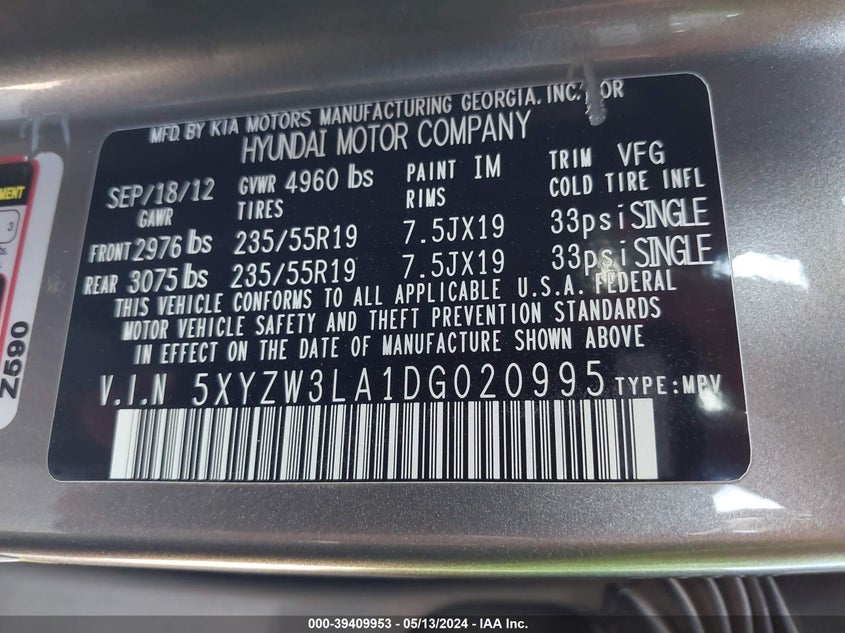 MFD. BY KIA MOTORS MANUFACTURING GEORGIA, INC. FOR
HYUNDAI MOTOR COMPANY
SEP/18/12 GVWR 4960 lbs PAINT IM TRIM VFG
GAWR TIRES RIMS COLD TIRE INFL
FRONT 2976 lbs 235/55R19 7.5JX19 33psi SINGLE
REAR 3075 lbs 235/55R19 7.5JX19 33psi SINGLE
THIS VEHICLE CONFORMS TO ALL APPLICABLE U.S.A. FEDERAL
MOTOR VEHICLE SAFETY AND THEFT PREVENTION STANDARDS
IN EFFECT ON THE DATE OF MANUFACTURE SHOWN ABOVE
V.I.N 5XYZW3LA1DG020995 TYPE:MPV
3
Z590
000-39409953 - 05/13/2024 - IAA Inc.